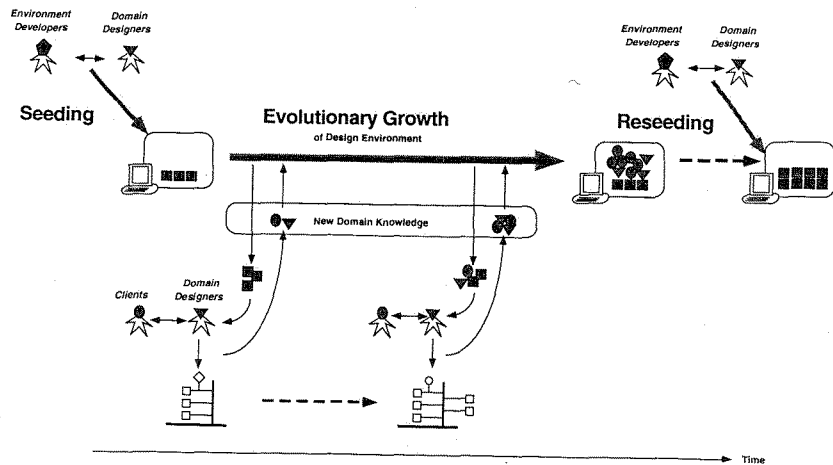 Environment
Developers
Domain
Designers
Seeding
Evolutionary Growth
of Design Environment
Environment
Developers
Domain
Designers
Reseeding
New Domain Knowledge
Clients
Domain
Designers
Time